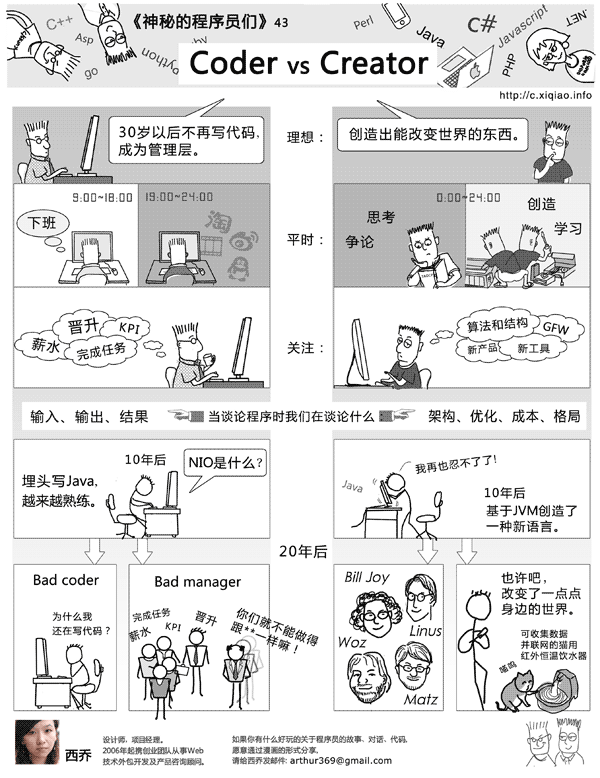 《神秘的程序员们》43
C++
Asp
go
python
by
Perl
Java
C#
Javascript
PHP
.NET
Coder vs Creator
http://c.xiqiao.info
30岁以后不再写代码，
成为管理层。
理想：
创造出能改变世界的东西。
9:00~18:00
19:00~24:00
下班
淘
平时：
0:00~24:00
思考
争论
创造
学习
晋升
KPI
薪水
完成任务
关注：
算法和结构
GFW
新产品
新工具
输入、输出、结果
当谈论程序时我们在谈论什么
架构、优化、成本、格局
埋头写Java，
越来越熟练。
10年后
NIO是什么？
我再也忍不了了！
Java
10年后
基于JVM创造了
一种新语言。
20年后
Bad coder
为什么我
还在写代码？
Bad manager
完成任务
薪水
KPI
晋升
你们就不能做得
跟**一样嘛！
Bill Joy
Woz
Linus
Matz
也许吧，
改变了一点点
身边的世界。
可收集数据
并联网的猫用
红外恒温饮水器
喵呜
西乔
设计师，项目经理。
2006年起携创业团队从事Web
技术外包开发及产品咨询顾问。
如果你有什么好玩的关于程序员的故事、对话、代码，
愿意通过漫画的形式分享，
请给西乔发邮件: arthur369@gmail.com